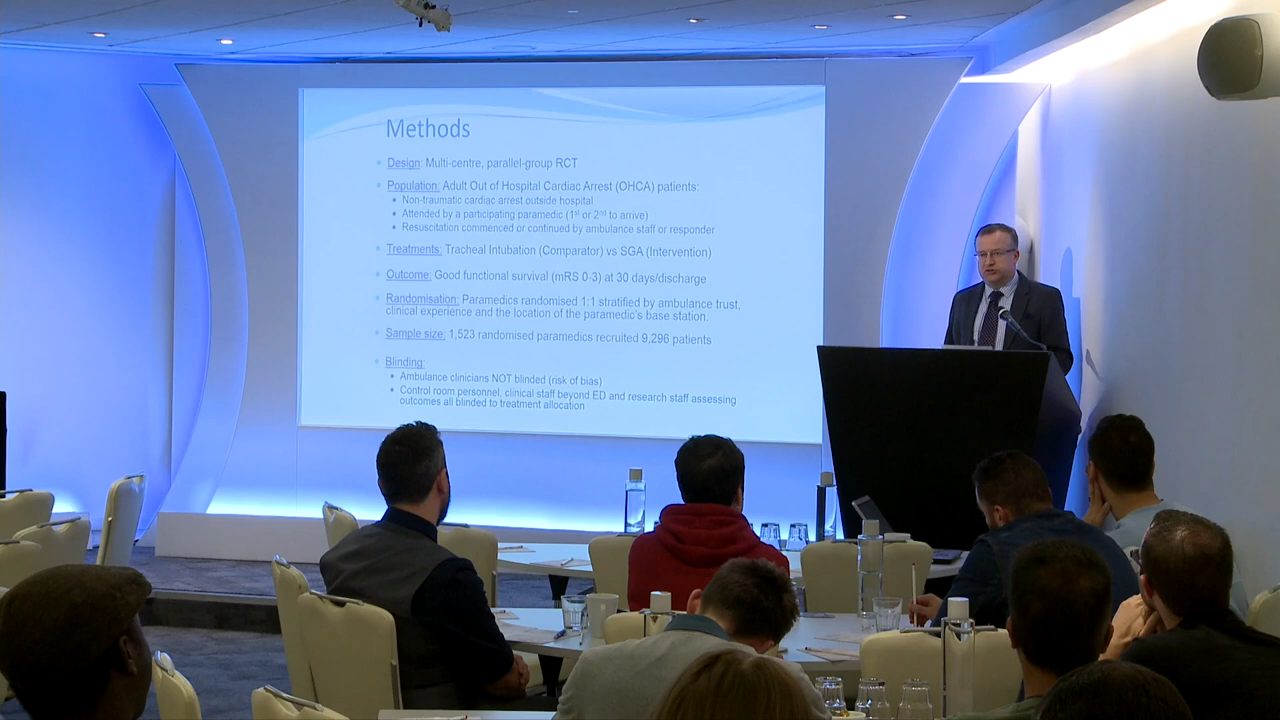 Methods
• Design: Multi-centre, parallel-group RCT
• Population: Adult Out of Hospital Cardiac Arrest (OHCA) patients:
• Non-traumatic cardiac arrest outside hospital
• Attended by a participating paramedic (1st or 2nd to arrive)
• Resuscitation commenced or continued by ambulance staff or responder
• Treatments: Tracheal Intubation (Comparator) vs SGA (Intervention)
• Outcome: Good functional survival (mRS 0-3) at 30 days/discharge
• Randomisation: Paramedics randomised 1:1 stratified by ambulance trust,
clinical experience and the location of the paramedic's base station.
• Sample size: 1,523 randomised paramedics recruited 9,296 patients
• Blinding:
• Ambulance clinicians NOT blinded (risk of bias)
• Control room personnel, clinical staff beyond ED and research staff assessing
outcomes all blinded to treatment allocation